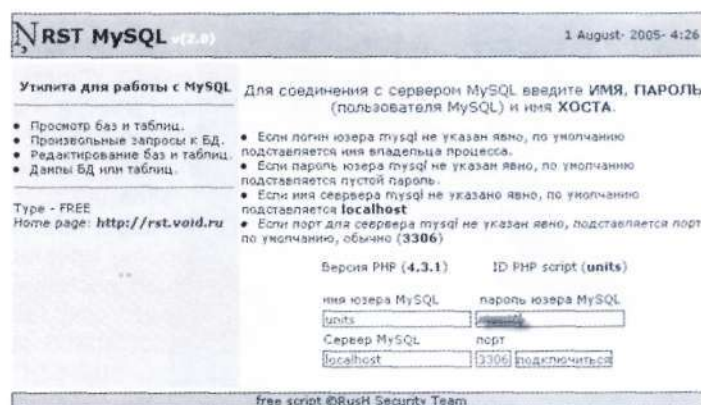 RST MySQL v(2.0)
1 August- 2005- 4:26
Утилита для работы с MySQL
• Просмотр баз и таблиц.
• Произвольные запросы к БД.
• Редактирование баз и таблиц.
• Дампы БД или таблиц.
Type - FREE
Home page: http://rst.void.ru
Для соединения с сервером MySQL введите ИМЯ, ПАРОЛЬ
(пользователя MySQL) и имя ХОСТА.
• Если логин юзера mysql не указан явно, по умолчанию
подставляется имя владельца процесса.
• Если пароль юзера mysql не указан явно, по умолчанию
подставляется пустой пароль.
• Если имя сервревра mysql не указано явно, по умолчанию
подставляется localhost
• Если порт для сервревра mysql не указан явно, подставляется порт
по умолчанию, обычно (3306)
Версия PHP (4.3.1) ID PHP script (units)
имя юзера MySQL пароль юзера MySQL
units
Сервер MySQL порт
localhost 3306 подключиться
free script ©RusH Security Team